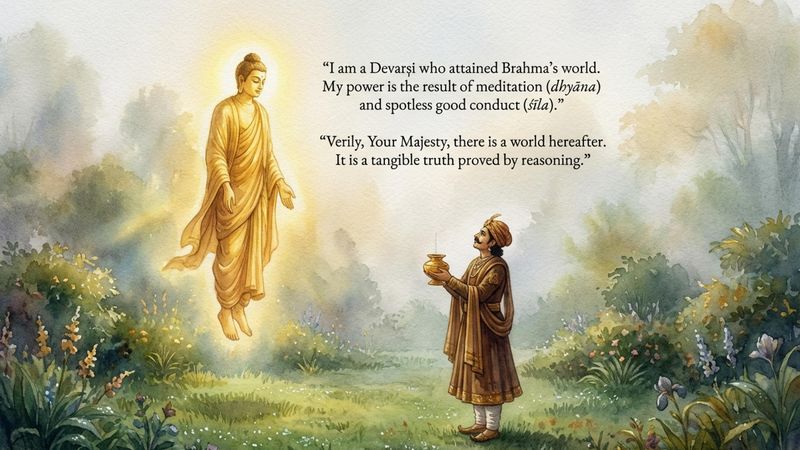 “I am a Devarṣi who attained Brahma’s world.
My power is the result of meditation (dhyāna)
and spotless good conduct (śīla).”
“Verily, Your Majesty, there is a world hereafter.
It is a tangible truth proved by reasoning.”